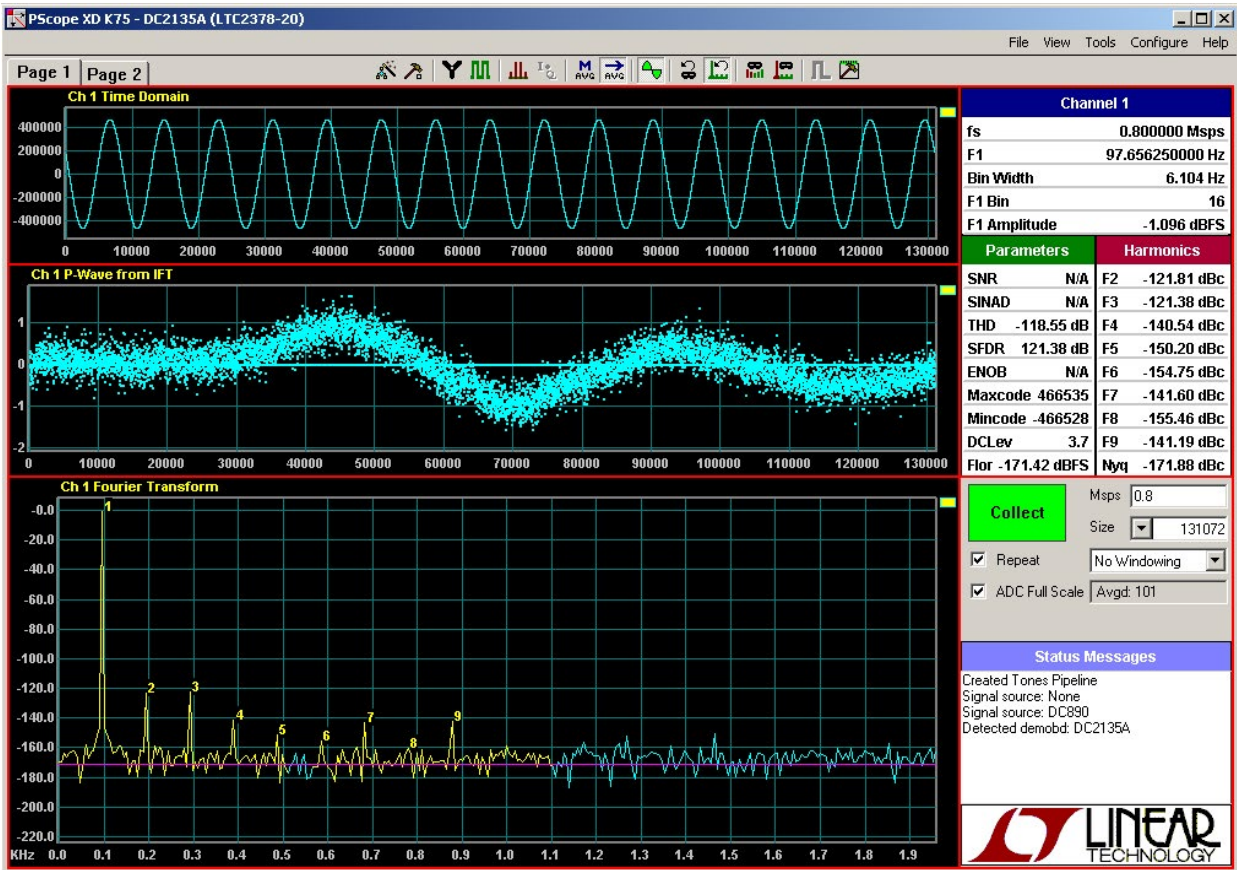 PScope XD K75 - DC2135A (LTC2378-20)
File View Tools Configure Help
Page 1 Page 2
M AVG AVG
Ch 1 Time Domain
400000
200000
0
-200000
-400000
0 10000 20000 30000 40000 50000 60000 70000 80000 90000 100000 110000 120000 130000
Ch 1 P-Wave from IFT
1
0
-1
-2
0 10000 20000 30000 40000 50000 60000 70000 80000 90000 100000 110000 120000 130000
Ch 1 Fourier Transform
-0.0
-20.0
-40.0
-60.0
-80.0
-100.0
-120.0
-140.0
-160.0
-180.0
-200.0
-220.0
1 2 3 4 5 6 7 8 9
KHz 0.0 0.1 0.2 0.3 0.4 0.5 0.6 0.7 0.8 0.9 1.0 1.1 1.2 1.3 1.4 1.5 1.6 1.7 1.8 1.9
Channel 1
fs 0.800000 Msps
F1 97.656250000 Hz
Bin Width 6.104 Hz
F1 Bin 16
F1 Amplitude -1.096 dBFS
Parameters Harmonics
SNR N/A F2 -121.81 dBc
SINAD N/A F3 -121.38 dBc
THD -118.55 dB F4 -140.54 dBc
SFDR 121.38 dB F5 -150.20 dBc
ENOB N/A F6 -154.75 dBc
Maxcode 466535 F7 -141.60 dBc
Mincode -466528 F8 -155.46 dBc
DCLev 3.7 F9 -141.19 dBc
Flor -171.42 dBFS Nyq -171.88 dBc
Collect
Msps 0.8
Size 131072
Repeat No Windowing
ADC Full Scale Avgd: 101
Status Messages
Created Tones Pipeline
Signal source: None
Signal source: DC890
Detected demobd: DC2135A
LINEAR
TECHNOLOGY